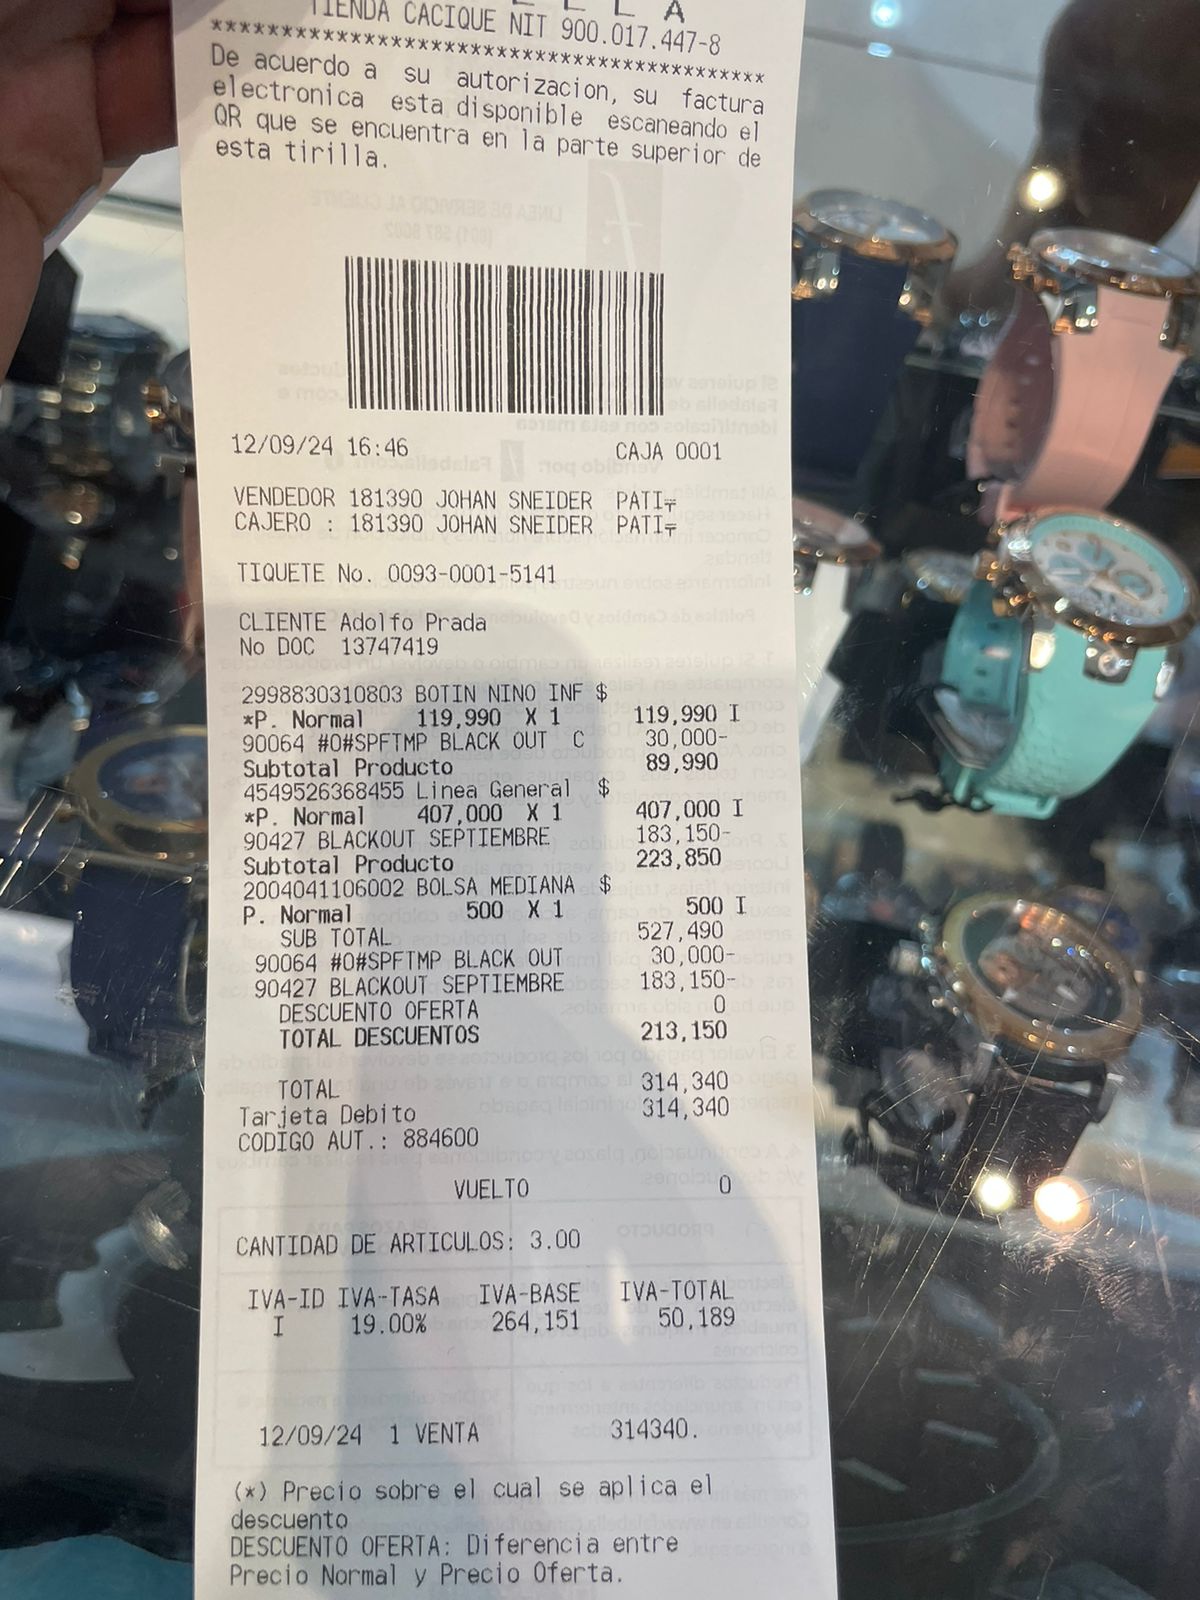 L L A
TIENDA CACIQUE NIT 900.017.447-8
********************************************
De acuerdo a su autorizacion, su factura
electronica esta disponible escaneando el
QR que se encuentra en la parte superior de
esta tirilla.
12/09/24 16:46 CAJA 0001
VENDEDOR 181390 JOHAN SNEIDER PATI
CAJERO : 181390 JOHAN SNEIDER PATI
TIQUETE No. 0093-0001-5141
CLIENTE Adolfo Prada
No DOC 13747419
2998830310803 BOTIN NINO INF $
*P. Normal 119,990 X 1 119,990 I
90064 #0#SPFTMP BLACK OUT C 30,000-
Subtotal Producto 89,990
4549526368455 Linea General $
*P. Normal 407,000 X 1 407,000 I
90427 BLACKOUT SEPTIEMBRE 183,150-
Subtotal Producto 223,850
2004041106002 BOLSA MEDIANA $
P. Normal 500 X 1 500 I
SUB TOTAL 527,490
90064 #0#SPFTMP BLACK OUT 30,000-
90427 BLACKOUT SEPTIEMBRE 183,150-
DESCUENTO OFERTA 0
TOTAL DESCUENTOS 213,150
TOTAL 314,340
Tarjeta Debito 314,340
CODIGO AUT.: 884600
VUELTO 0
CANTIDAD DE ARTICULOS: 3.00
IVA-ID IVA-TASA IVA-BASE IVA-TOTAL
I 19.00% 264,151 50,189
12/09/24 1 VENTA 314340.
(*) Precio sobre el cual se aplica el
descuento
DESCUENTO OFERTA: Diferencia entre
Precio Normal y Precio Oferta.